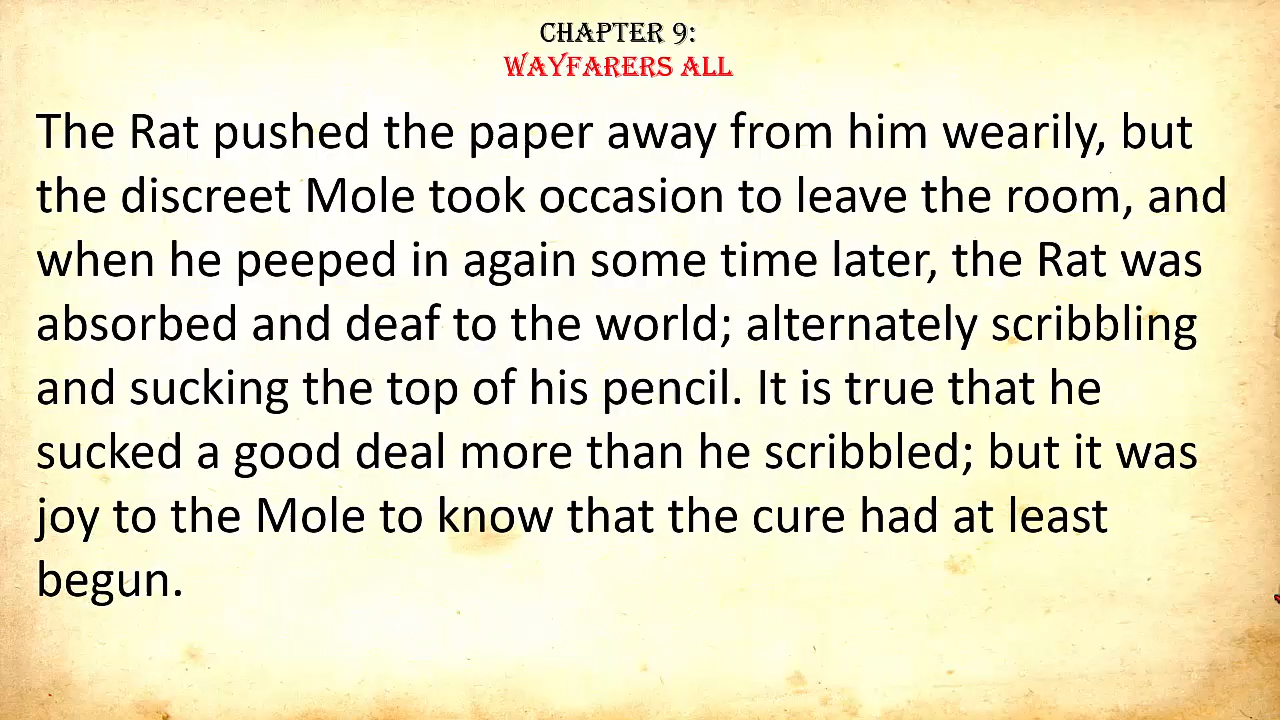 CHAPTER 9:
WAYFARERS ALL
The Rat pushed the paper away from him wearily, but
the discreet Mole took occasion to leave the room, and
when he peeped in again some time later, the Rat was
absorbed and deaf to the world; alternately scribbling
and sucking the top of his pencil. It is true that he
sucked a good deal more than he scribbled; but it was
joy to the Mole to know that the cure had at least
begun.